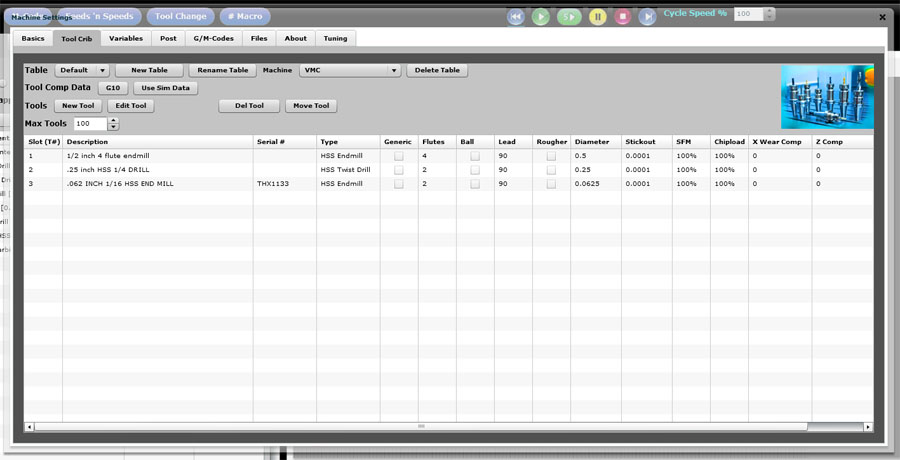 Machine Settings Feeds 'n Speeds Tool Change # Macro Cycle Speed % 100
Basics Tool Crib Variables Post G/M-Codes Files About Tuning
Table Default New Table Rename Table Machine VMC Delete Table
Tool Comp Data G10 Use Sim Data
Tools New Tool Edit Tool Del Tool Move Tool
Max Tools 100
Slot (T#) Description Serial # Type Generic Flutes Ball Lead Rougher Diameter Stickout SFM Chipload X Wear Comp Z Comp
1 1/2 inch 4 flute endmill HSS Endmill 4 90 0.5 0.0001 100% 100% 0 0
2 .25 inch HSS 1/4 DRILL HSS Twist Drill 2 90 0.25 0.0001 100% 100% 0 0
3 .062 INCH 1/16 HSS END MILL THX1133 HSS Endmill 2 90 0.0625 0.0001 100% 100% 0 0